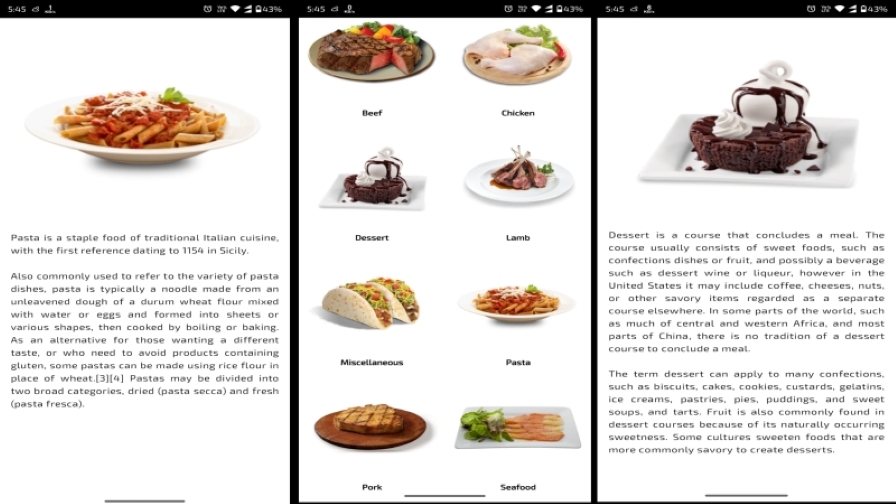 5:45
43%
Pasta is a staple food of traditional Italian cuisine,
with the first reference dating to 1154 in Sicily.
Also commonly used to refer to the variety of pasta
dishes, pasta is typically a noodle made from an
unleavened dough of a durum wheat flour mixed
with water or eggs and formed into sheets or
various shapes, then cooked by boiling or baking.
As an alternative for those wanting a different
taste, or who need to avoid products containing
gluten, some pastas can be made using rice flour in
place of wheat.[3][4] Pastas may be divided into
two broad categories, dried (pasta secca) and fresh
(pasta fresca).
5:45
43%
Beef
Chicken
Dessert
Lamb
Miscellaneous
Pasta
Pork
Seafood
5:45
43%
Dessert is a course that concludes a meal. The
course usually consists of sweet foods, such as
confections dishes or fruit, and possibly a beverage
such as dessert wine or liqueur, however in the
United States it may include coffee, cheeses, nuts,
or other savory items regarded as a separate
course elsewhere. In some parts of the world, such
as much of central and western Africa, and most
parts of China, there is no tradition of a dessert
course to conclude a meal.
The term dessert can apply to many confections,
such as biscuits, cakes, cookies, custards, gelatins,
ice creams, pastries, pies, puddings, and sweet
soups, and tarts. Fruit is also commonly found in
dessert courses because of its naturally occurring
sweetness. Some cultures sweeten foods that are
more commonly savory to create desserts.